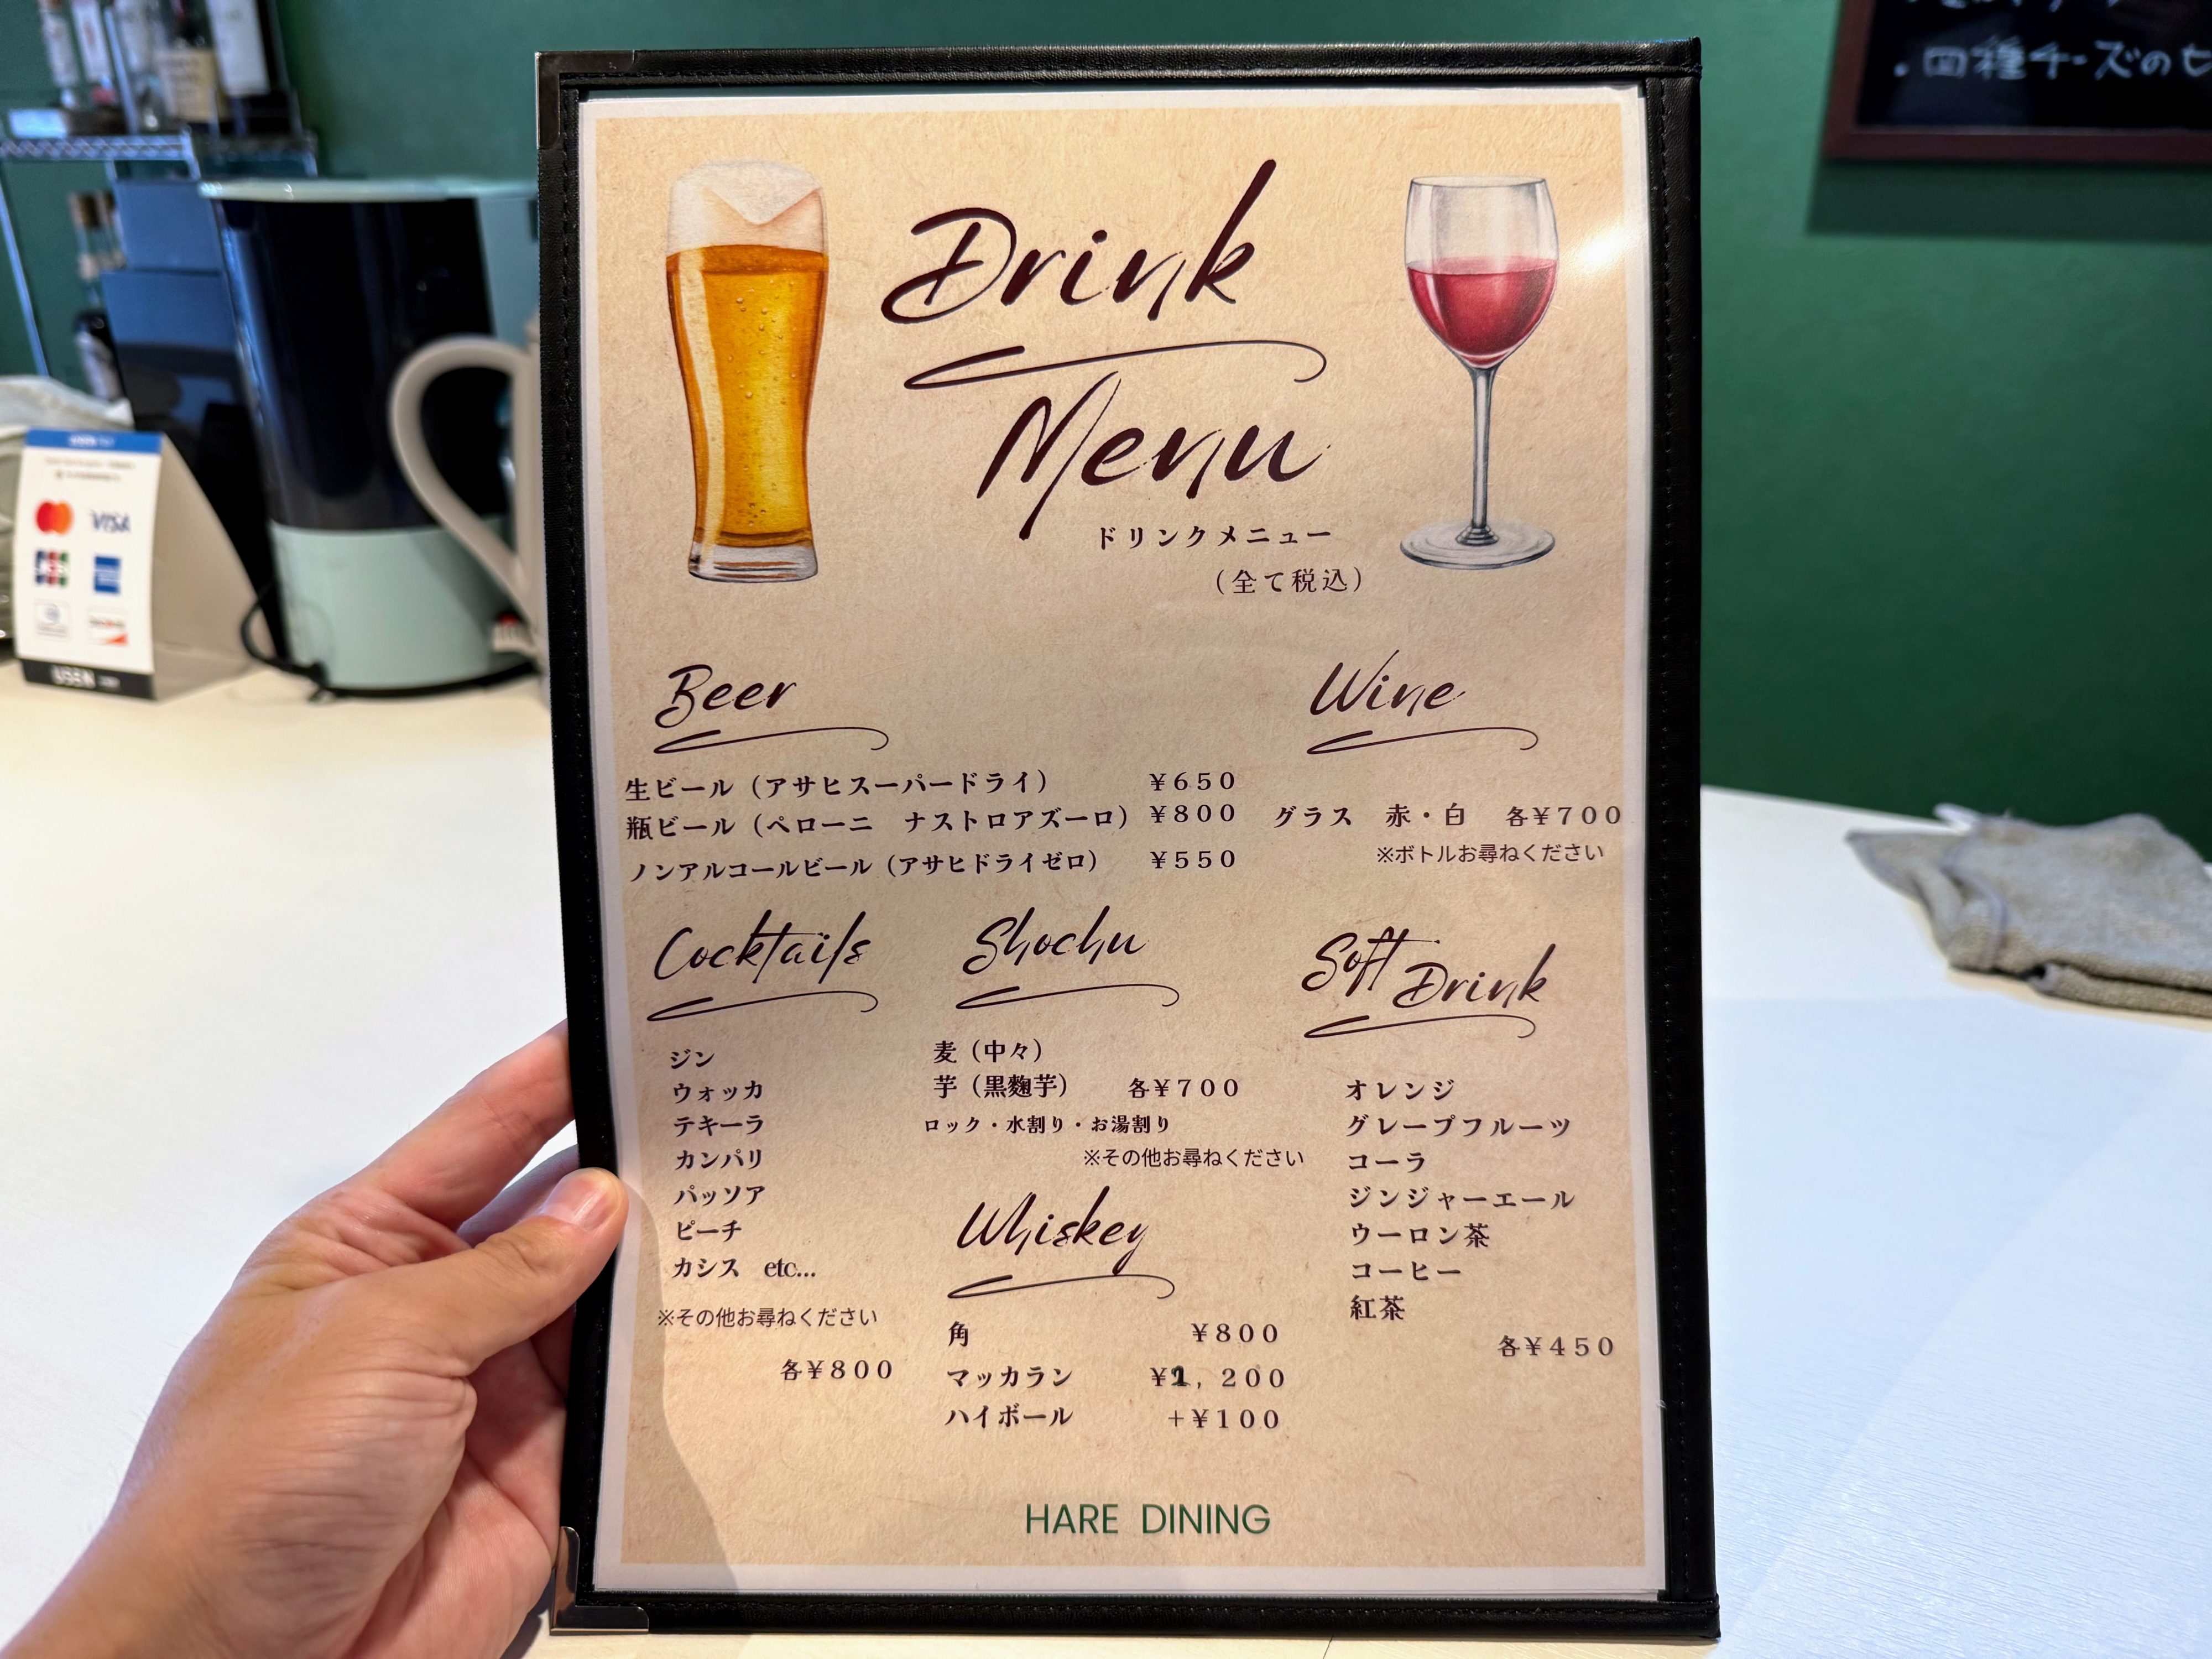 Drink
Menu
ドリンクメニュー
（全て税込）
Beer
生ビール（アサヒスーパードライ） ￥650
瓶ビール（ペローニ　ナストロアズーロ） ￥800
ノンアルコールビール（アサヒドライゼロ） ￥550
Wine
グラス　赤・白　各￥700
※ボトルお尋ねください
Cocktails
ジン
ウォッカ
テキーラ
カンパリ
パッソア
ピーチ
カシス　etc...
※その他お尋ねください
各￥800
Shochu
麦（中々）
芋（黒麴芋）　各￥700
ロック・水割り・お湯割り
※その他お尋ねください
Whiskey
角 ￥800
マッカラン ￥ , 200
ハイボール +￥100
Soft
Drink
オレンジ
グレープフルーツ
コーラ
ジンジャーエール
ウーロン茶
コーヒー
紅茶
各￥450
HARE DINING
VISA
USEN
・四種チーズの